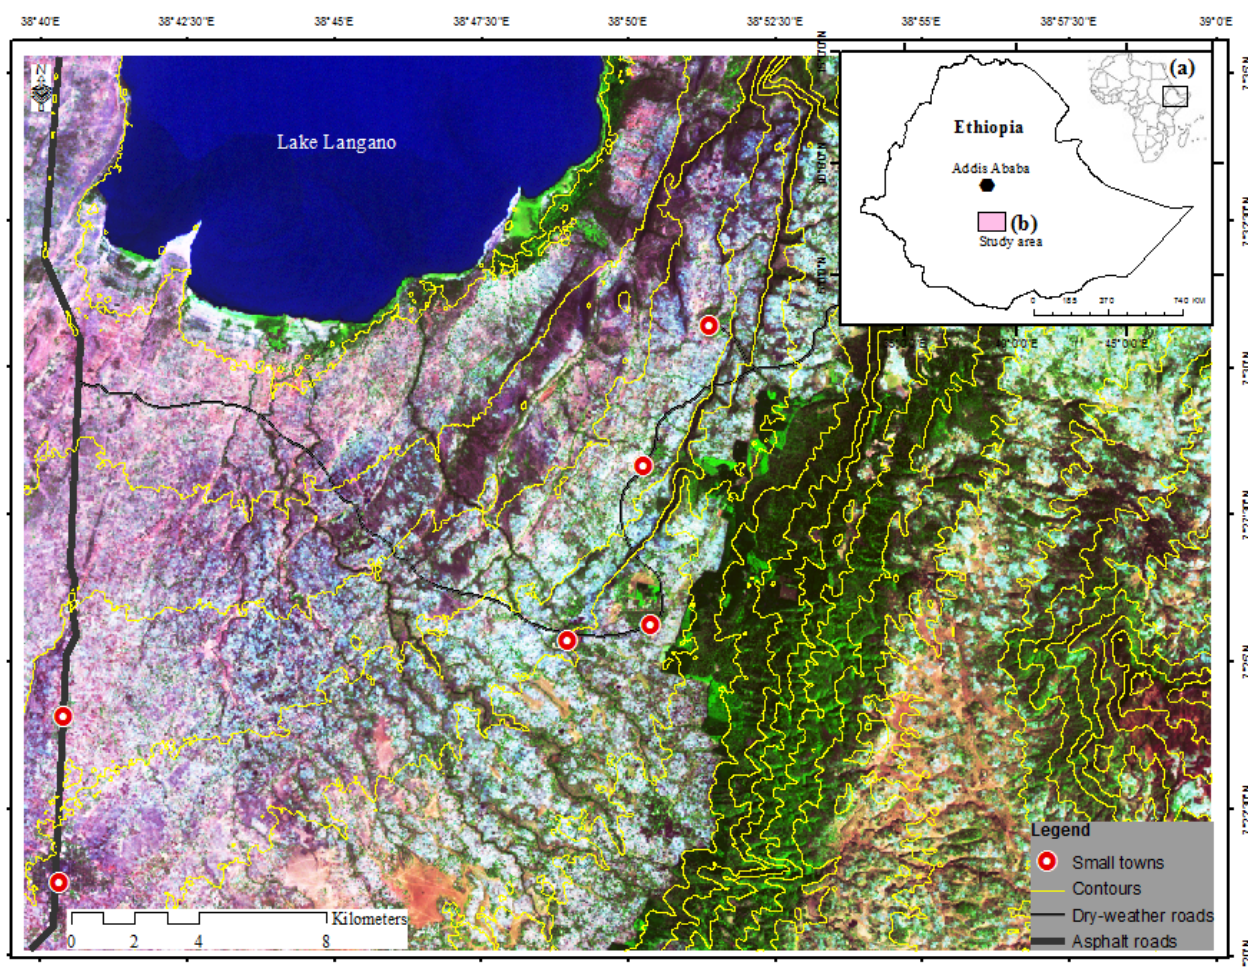 38°40'E 38°42'30"E 38°45'E 38°47'30"E 38°50'E 38°52'30"E 38°55'E 38°57'30"E 39°0'E
N
Lake Langano
(a)
Ethiopia
Addis Ababa
(b)
Study area
0 185 370 740 KM
Legend
Small towns
Contours
Dry-weather roads
Asphalt roads
Kilometers
0 2 4 8